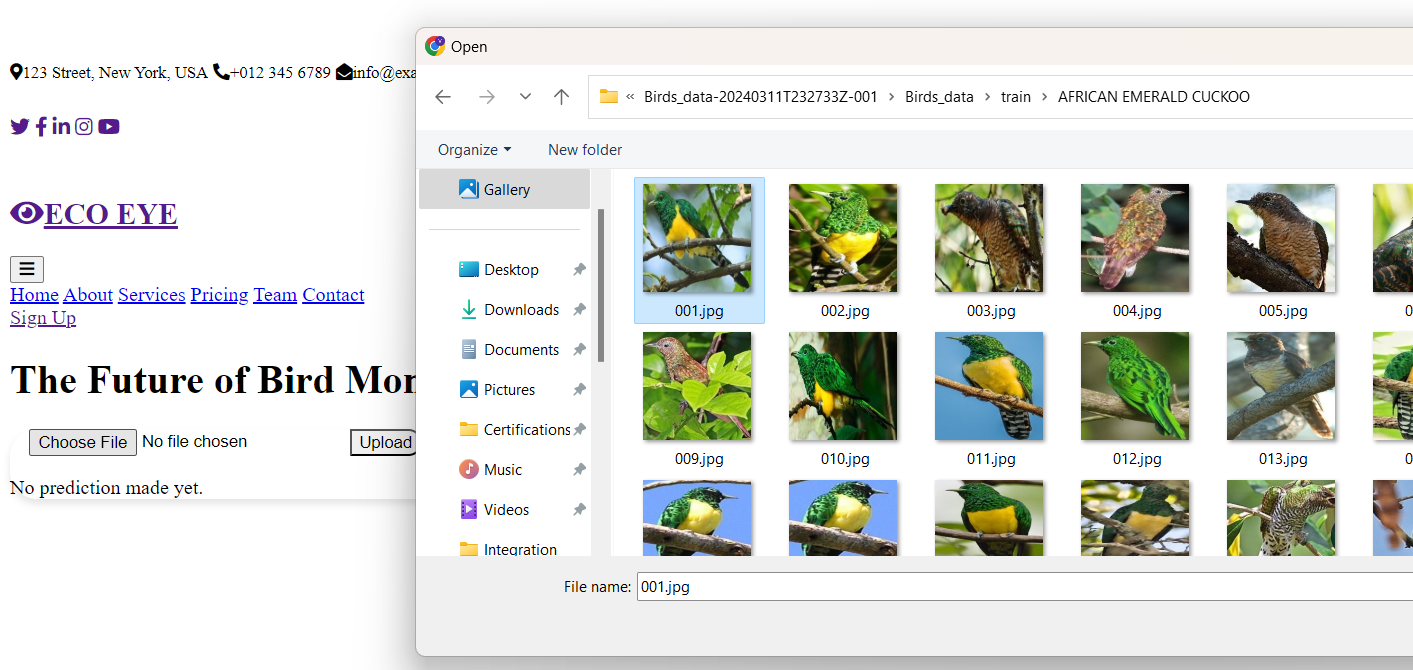 Open
123 Street, New York, USA +012 345 6789 info@exa
« Birds_data-20240311T232733Z-001 > Birds_data > train > AFRICAN EMERALD CUCKOO
Organize New folder
Gallery
ECO EYE
Desktop
Downloads
Documents
Pictures
Certifications
Music
Videos
Integration
Home About Services Pricing Team Contact
Sign Up
The Future of Bird Mon
Choose File No file chosen Upload
No prediction made yet.
001.jpg 002.jpg 003.jpg 004.jpg 005.jpg 0
009.jpg 010.jpg 011.jpg 012.jpg 013.jpg 0
File name: 001.jpg